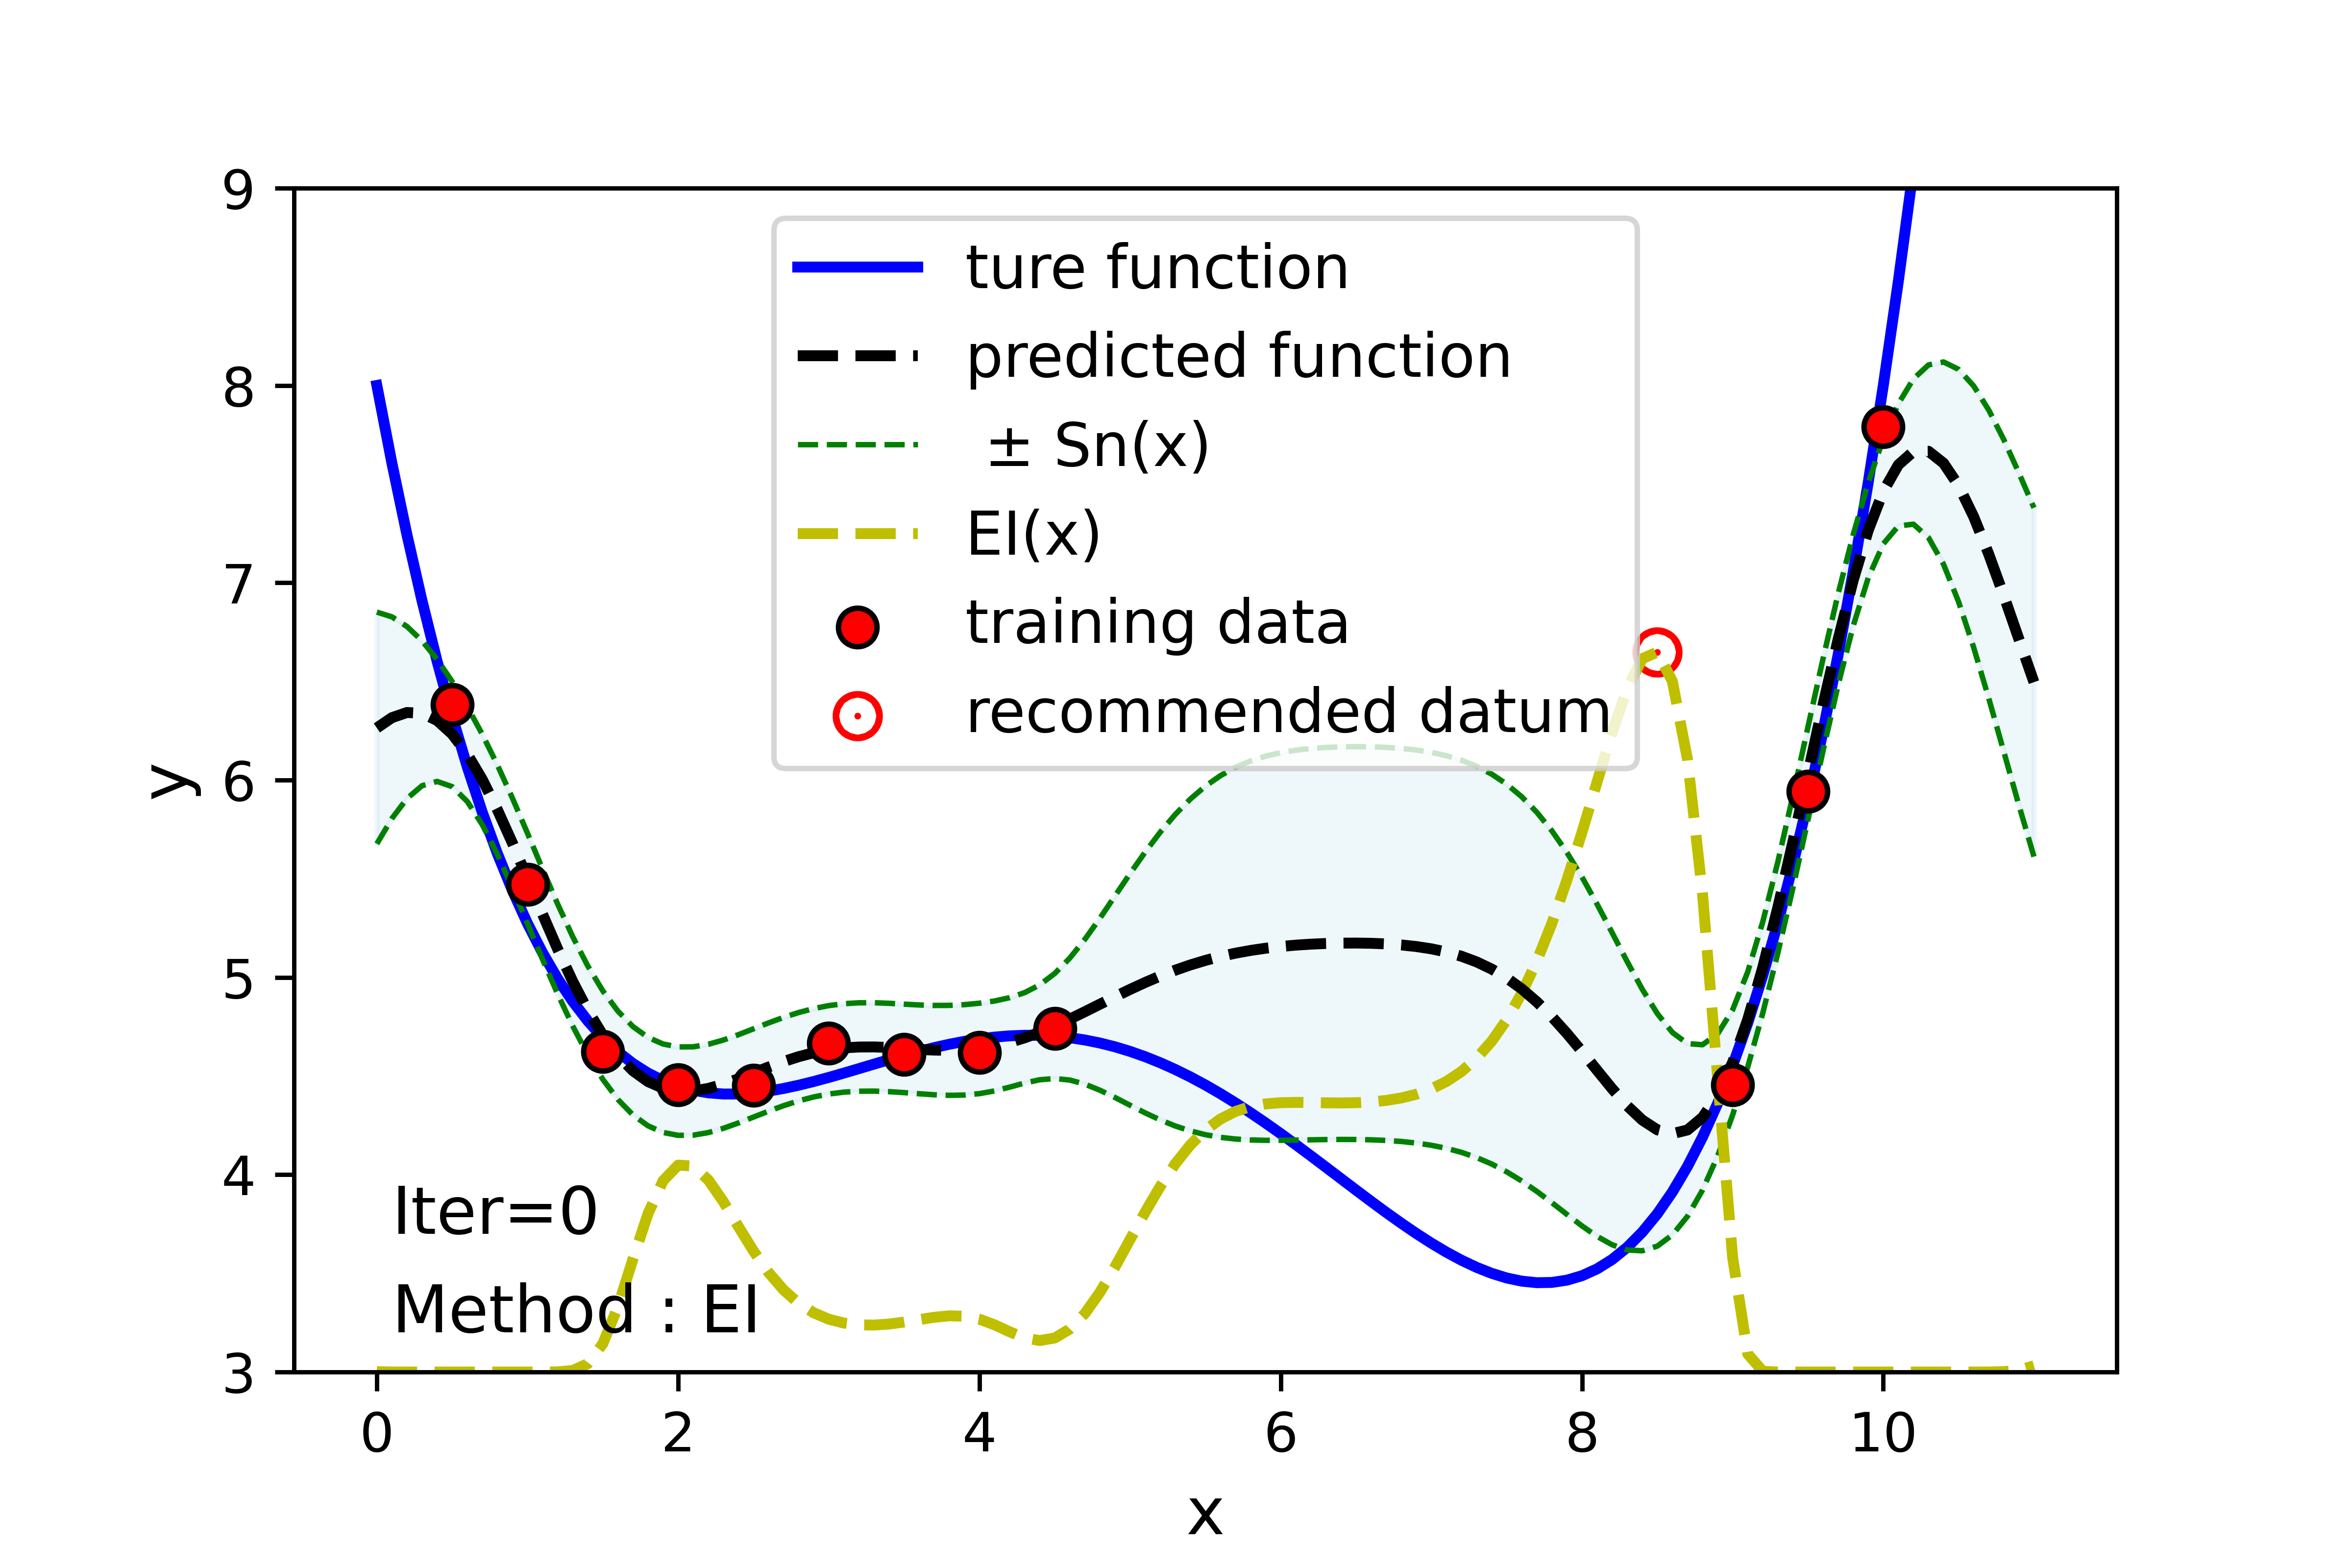 9
8
7
6
5
4
3
y
ture function
predicted function
± Sn(x)
EI(x)
training data
recommended datum
Iter=0
Method : EI
0 2 4 6 8 10
x